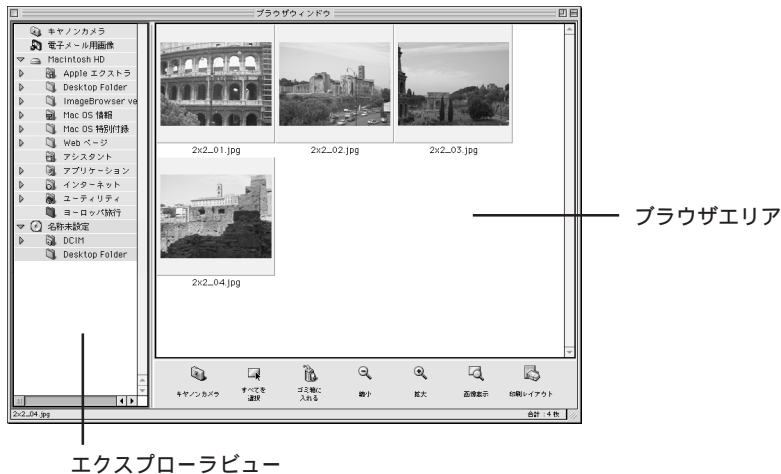 ブラウザウィンドウ
キヤノンカメラ
電子メール用画像
Macintosh HD
Apple エクストラ
Desktop Folder
ImageBrowser ve
Mac OS 情報
Mac OS 特別付録
Web ページ
アシスタント
アプリケーション
インターネット
ユーティリティ
ヨーロッパ旅行
名称未設定
DCIM
Desktop Folder
2x2_01.jpg
2x2_02.jpg
2x2_03.jpg
2x2_04.jpg
ブラウザエリア
キヤノンカメラ
すべてを
選択
ゴミ箱に
入れる
縮小
拡大
画像表示
印刷レイアウト
2x2_04.jpg
合計：4 枚
エクスプローラビュー